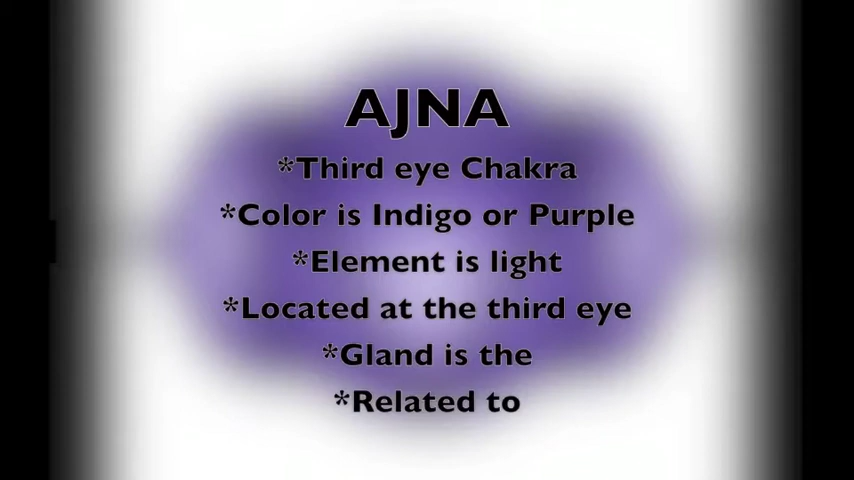 AJNA
*Third eye Chakra
*Color is Indigo or Purple
*Element is light
*Located at the third eye
*Gland is the
*Related to